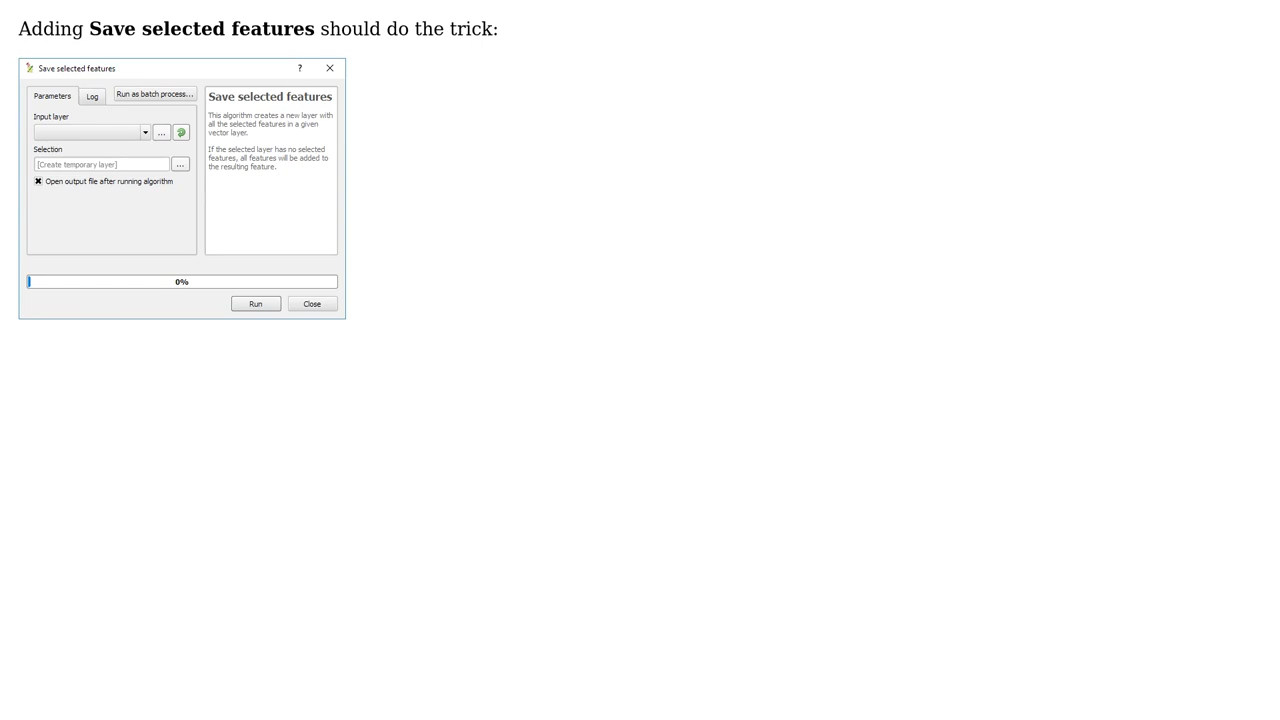 Adding Save selected features should do the trick:
Save selected features ?
Parameters Log Run as batch process...
Input layer
...
Selection
[Create temporary layer] ...
Open output file after running algorithm
Save selected features
This algorithm creates a new layer with
all the selected features in a given
vector layer.
If the selected layer has no selected
features, all features will be added to
the resulting feature.
0%
Run Close